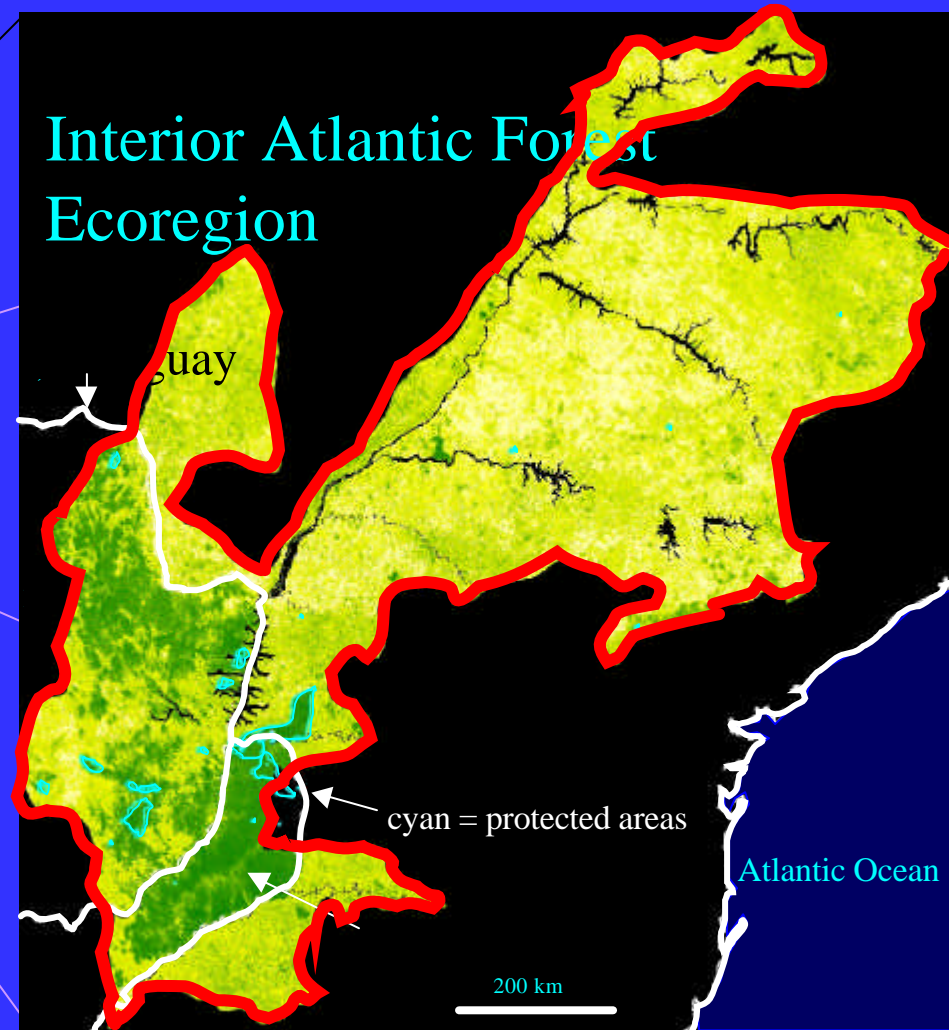 Interior Atlantic Forest
Ecoregion
guay
cyan = protected areas
Atlantic Ocean
200 km